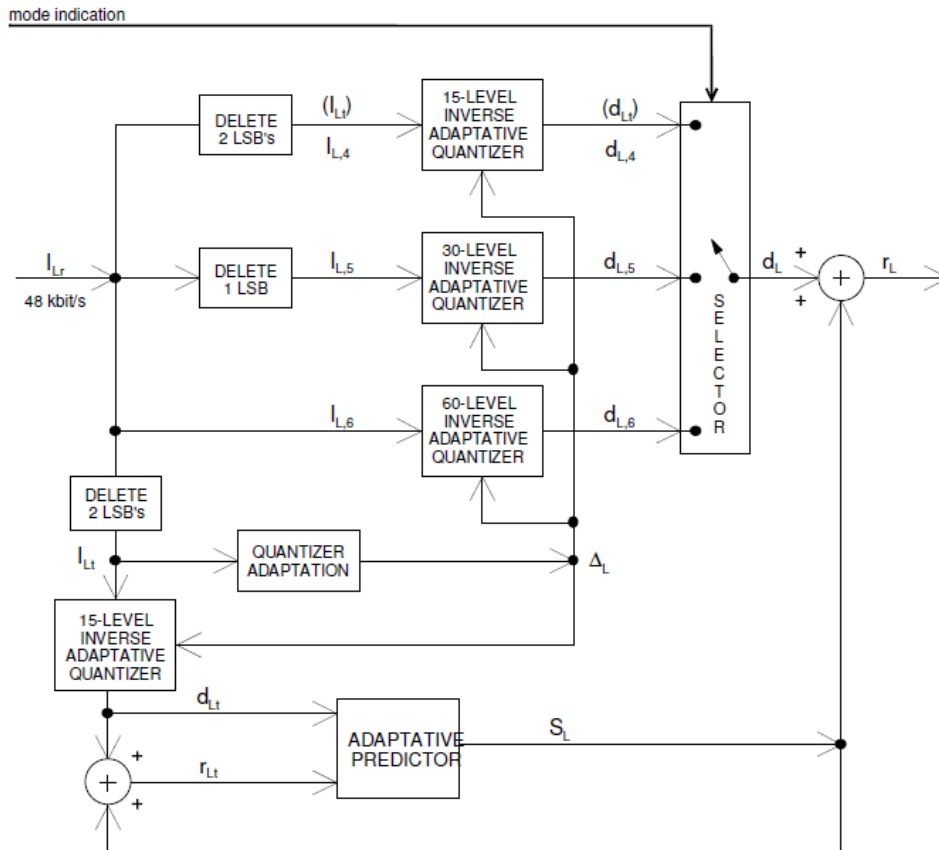 mode indication
DELETE
2 LSB's
(I_Lt)
I_L,4
15-LEVEL
INVERSE
ADAPTATIVE
QUANTIZER
(d_Lt)
d_L,4
I_Lr
48 kbit/s
DELETE
1 LSB
I_L,5
30-LEVEL
INVERSE
ADAPTATIVE
QUANTIZER
d_L,5
SELECTOR
d_L
+
+
+
r_L
I_L,6
60-LEVEL
INVERSE
ADAPTATIVE
QUANTIZER
d_L,6
DELETE
2 LSB's
I_Lt
QUANTIZER
ADAPTATION
Δ_L
15-LEVEL
INVERSE
ADAPTATIVE
QUANTIZER
d_Lt
+
+
+
r_Lt
ADAPTATIVE
PREDICTOR
S_L